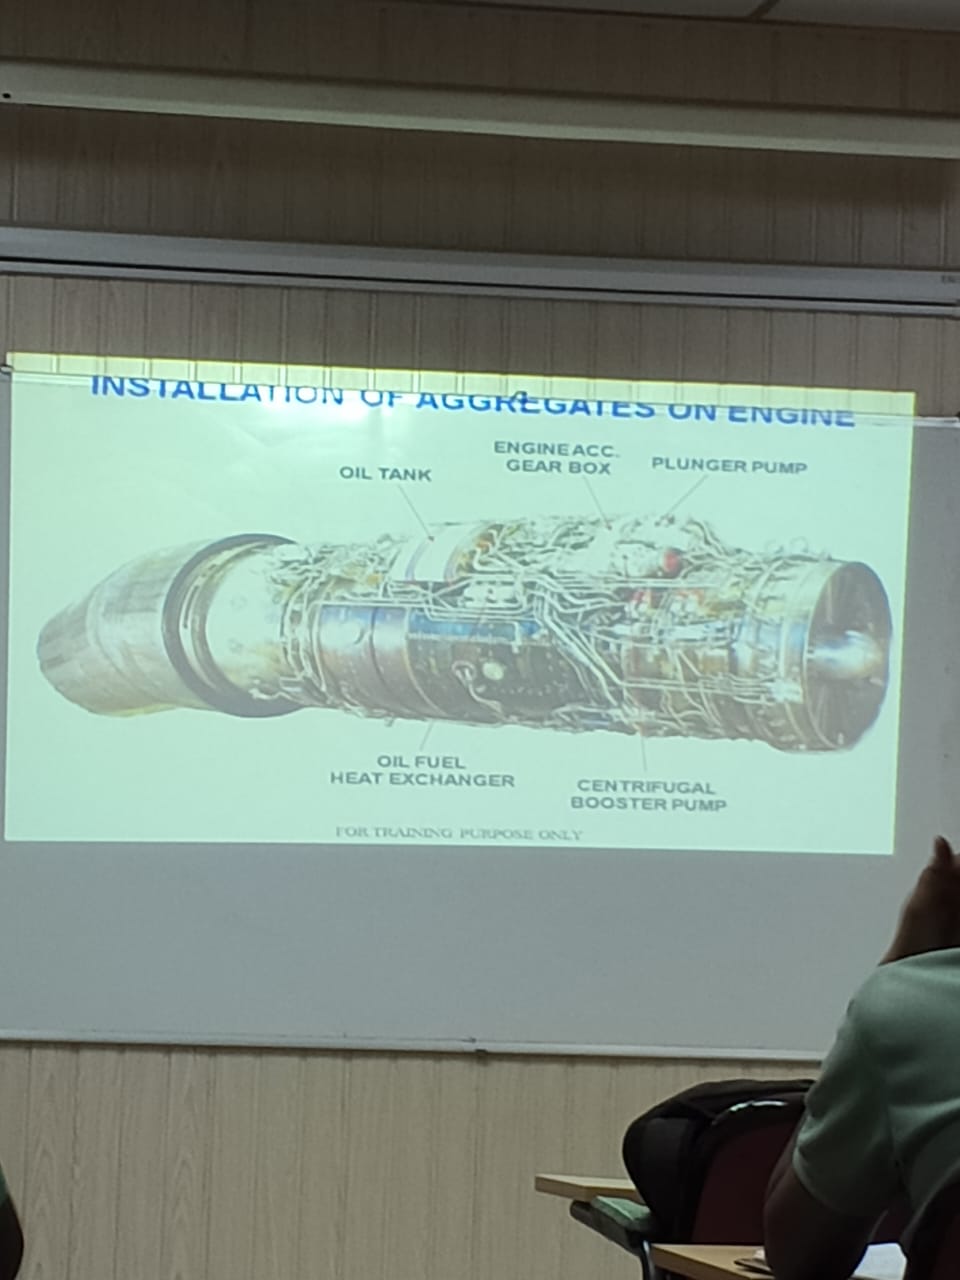 INSTALLATION OF AGGREGATES ON ENGINE
ENGINE ACC.
GEAR BOX
PLUNGER PUMP
OIL TANK
OIL FUEL
HEAT EXCHANGER
CENTRIFUGAL
BOOSTER PUMP
FOR TRAINING PURPOSE ONLY